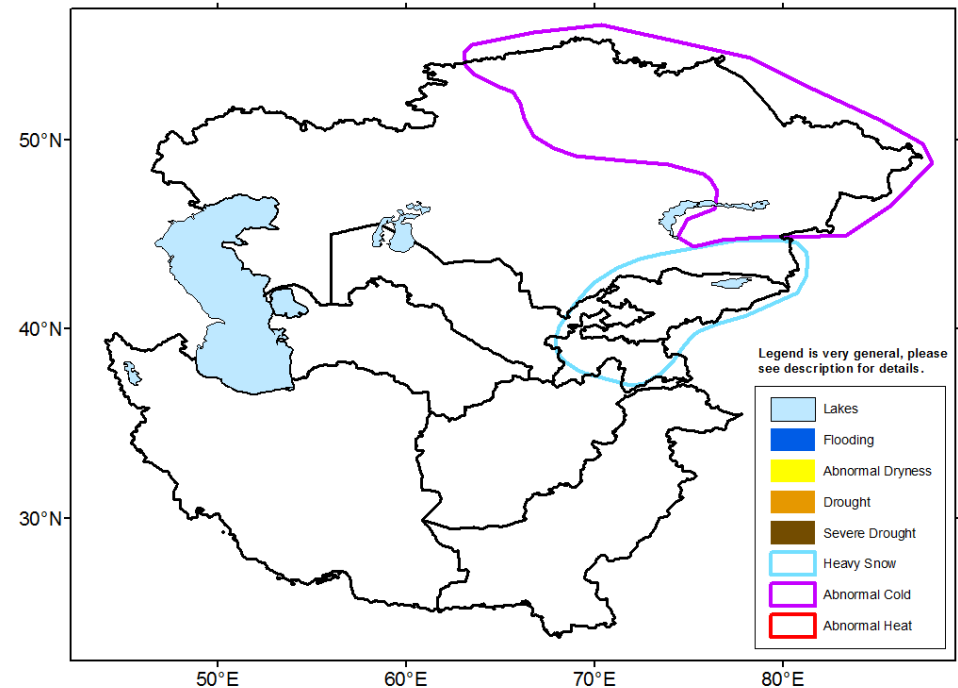 50°N
40°N
30°N
50°E
60°E
70°E
80°E
Legend is very general, please
see description for details.
Lakes
Flooding
Abnormal Dryness
Drought
Severe Drought
Heavy Snow
Abnormal Cold
Abnormal Heat